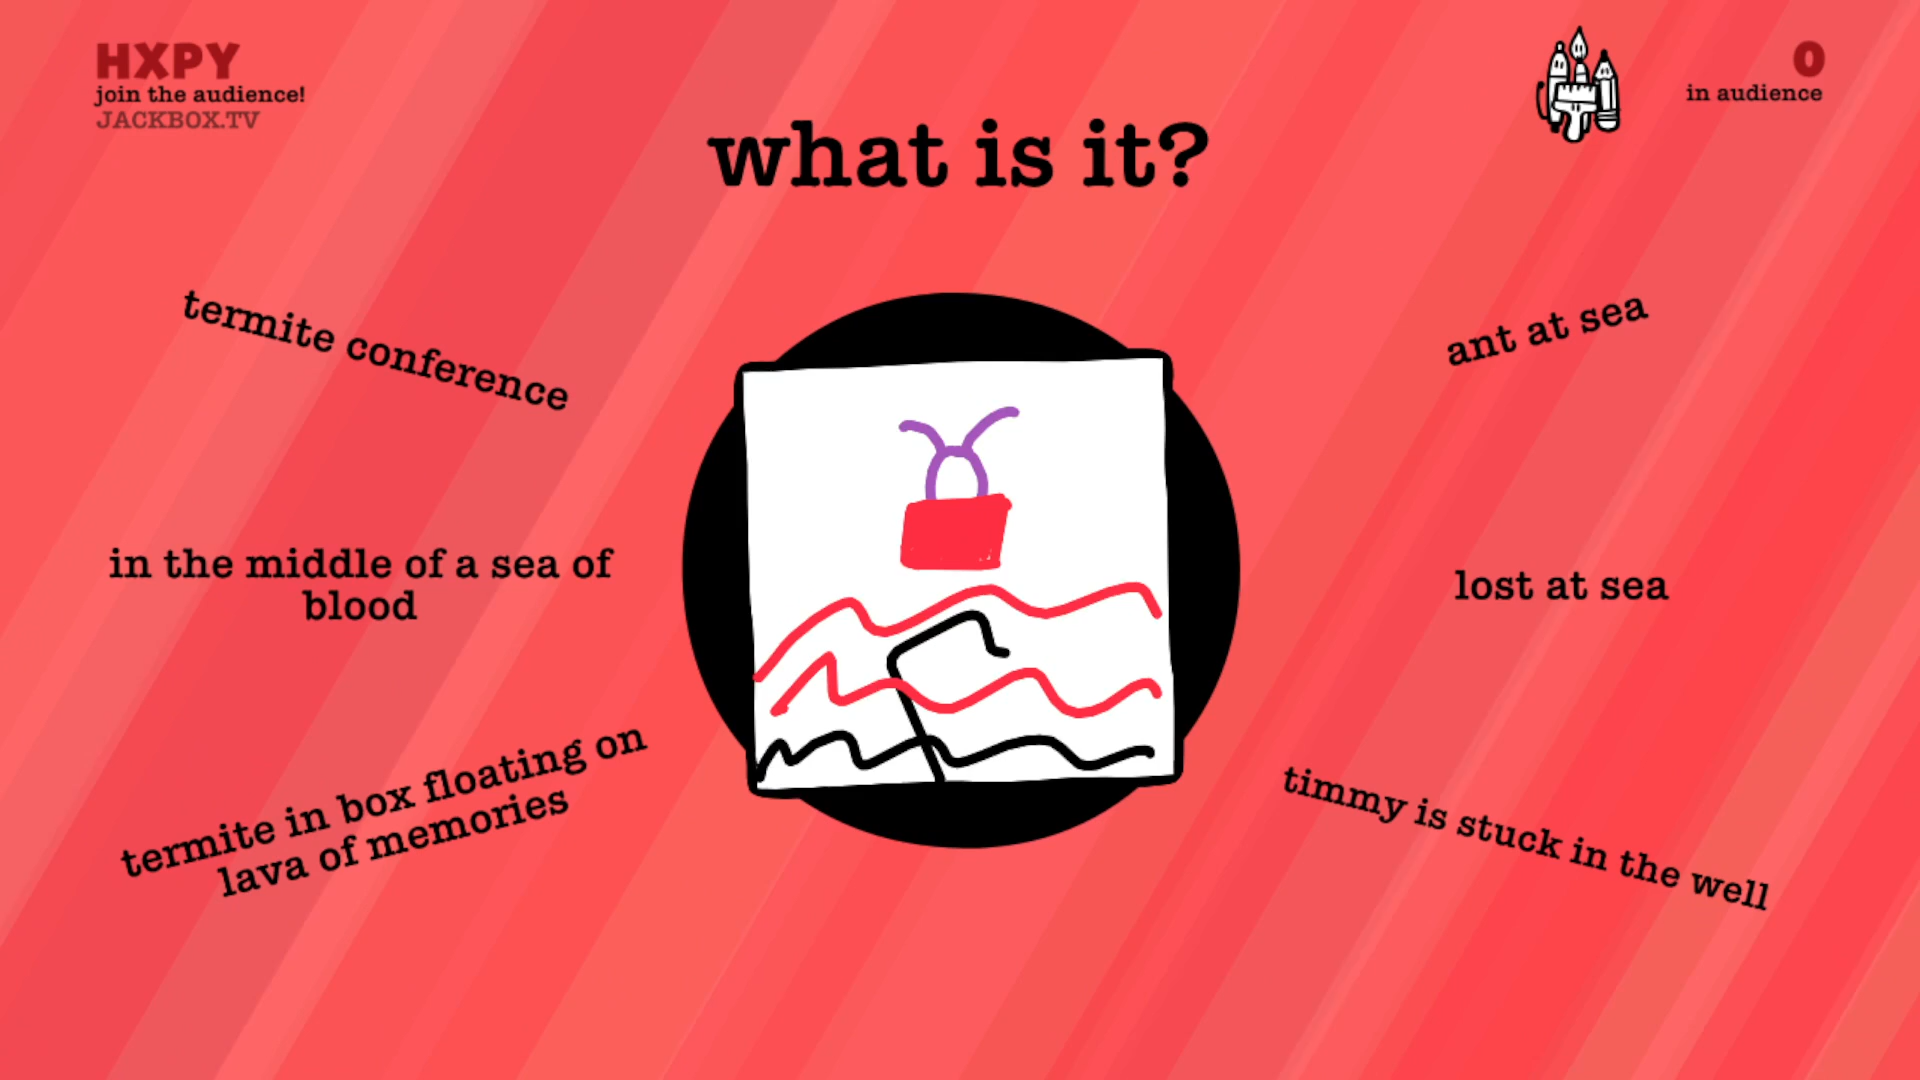 HXPY
join the audience!
JACKBOX.TV
0
in audience
what is it?
termite conference
ant at sea
in the middle of a sea of
blood
lost at sea
termite in box floating on
lava of memories
timmy is stuck in the well